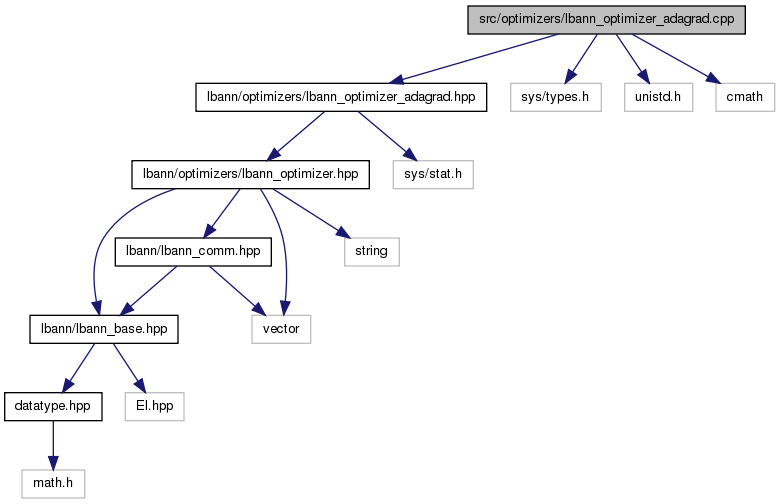 src/optimizers/lbann_optimizer_adagrad.cpp
lbann/optimizers/lbann_optimizer_adagrad.hpp
sys/types.h
unistd.h
cmath
lbann/optimizers/lbann_optimizer.hpp
sys/stat.h
lbann/lbann_comm.hpp
string
lbann/lbann_base.hpp
vector
datatype.hpp
El.hpp
math.h